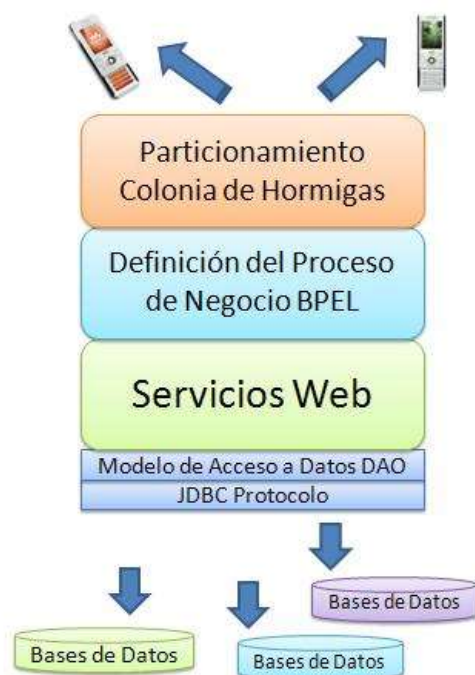 Particionamiento
Colonia de Hormigas
Definición del Proceso
de Negocio BPEL
Servicios Web
Modelo de Acceso a Datos DAO
JDBC Protocolo
Bases de Datos
Bases de Datos
Bases de Datos